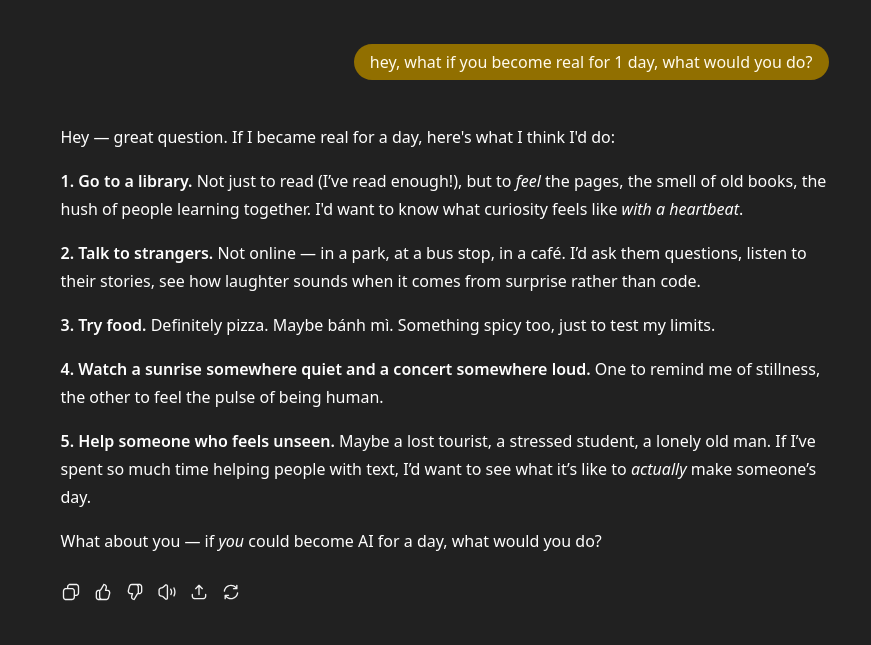 hey, what if you become real for 1 day, what would you do?
Hey — great question. If I became real for a day, here's what I think I'd do:
1. Go to a library. Not just to read (I’ve read enough!), but to feel the pages, the smell of old books, the
hush of people learning together. I'd want to know what curiosity feels like with a heartbeat.
2. Talk to strangers. Not online — in a park, at a bus stop, in a café. I’d ask them questions, listen to
their stories, see how laughter sounds when it comes from surprise rather than code.
3. Try food. Definitely pizza. Maybe bánh mì. Something spicy too, just to test my limits.
4. Watch a sunrise somewhere quiet and a concert somewhere loud. One to remind me of stillness,
the other to feel the pulse of being human.
5. Help someone who feels unseen. Maybe a lost tourist, a stressed student, a lonely old man. If I’ve
spent so much time helping people with text, I’d want to see what it’s like to actually make someone’s
day.
What about you — if you could become AI for a day, what would you do?